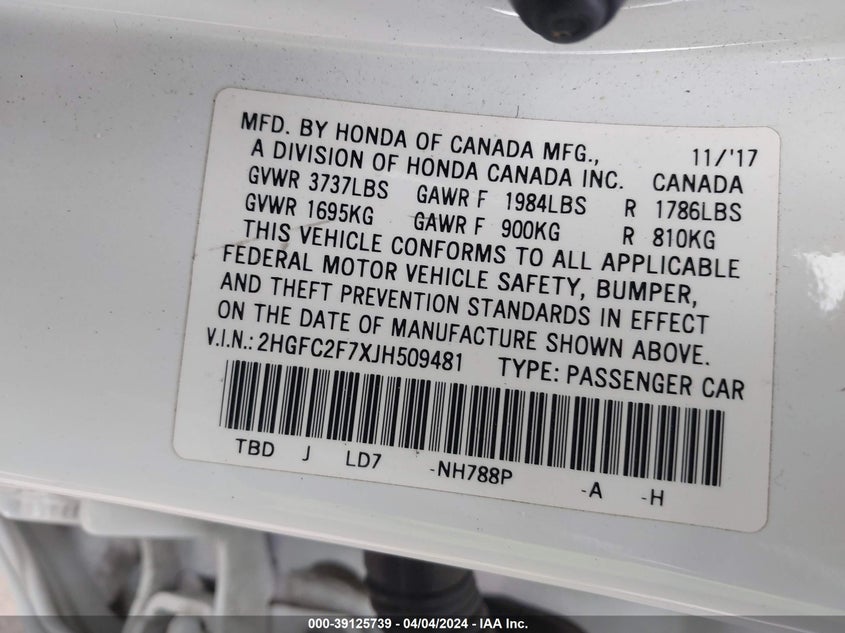 MFD. BY HONDA OF CANADA MFG., 11/'17
A DIVISION OF HONDA CANADA INC. CANADA
GVWR 3737LBS GAWR F 1984LBS R 1786LBS
GVWR 1695KG GAWR F 900KG R 810KG
THIS VEHICLE CONFORMS TO ALL APPLICABLE
FEDERAL MOTOR VEHICLE SAFETY, BUMPER,
AND THEFT PREVENTION STANDARDS IN EFFECT
ON THE DATE OF MANUFACTURE SHOWN ABOVE.
V.I.N.: 2HGFC2F7XJH509481 TYPE: PASSENGER CAR
TBD J LD7 -NH788P -A -H
000-39125739 - 04/04/2024 - IAA Inc.